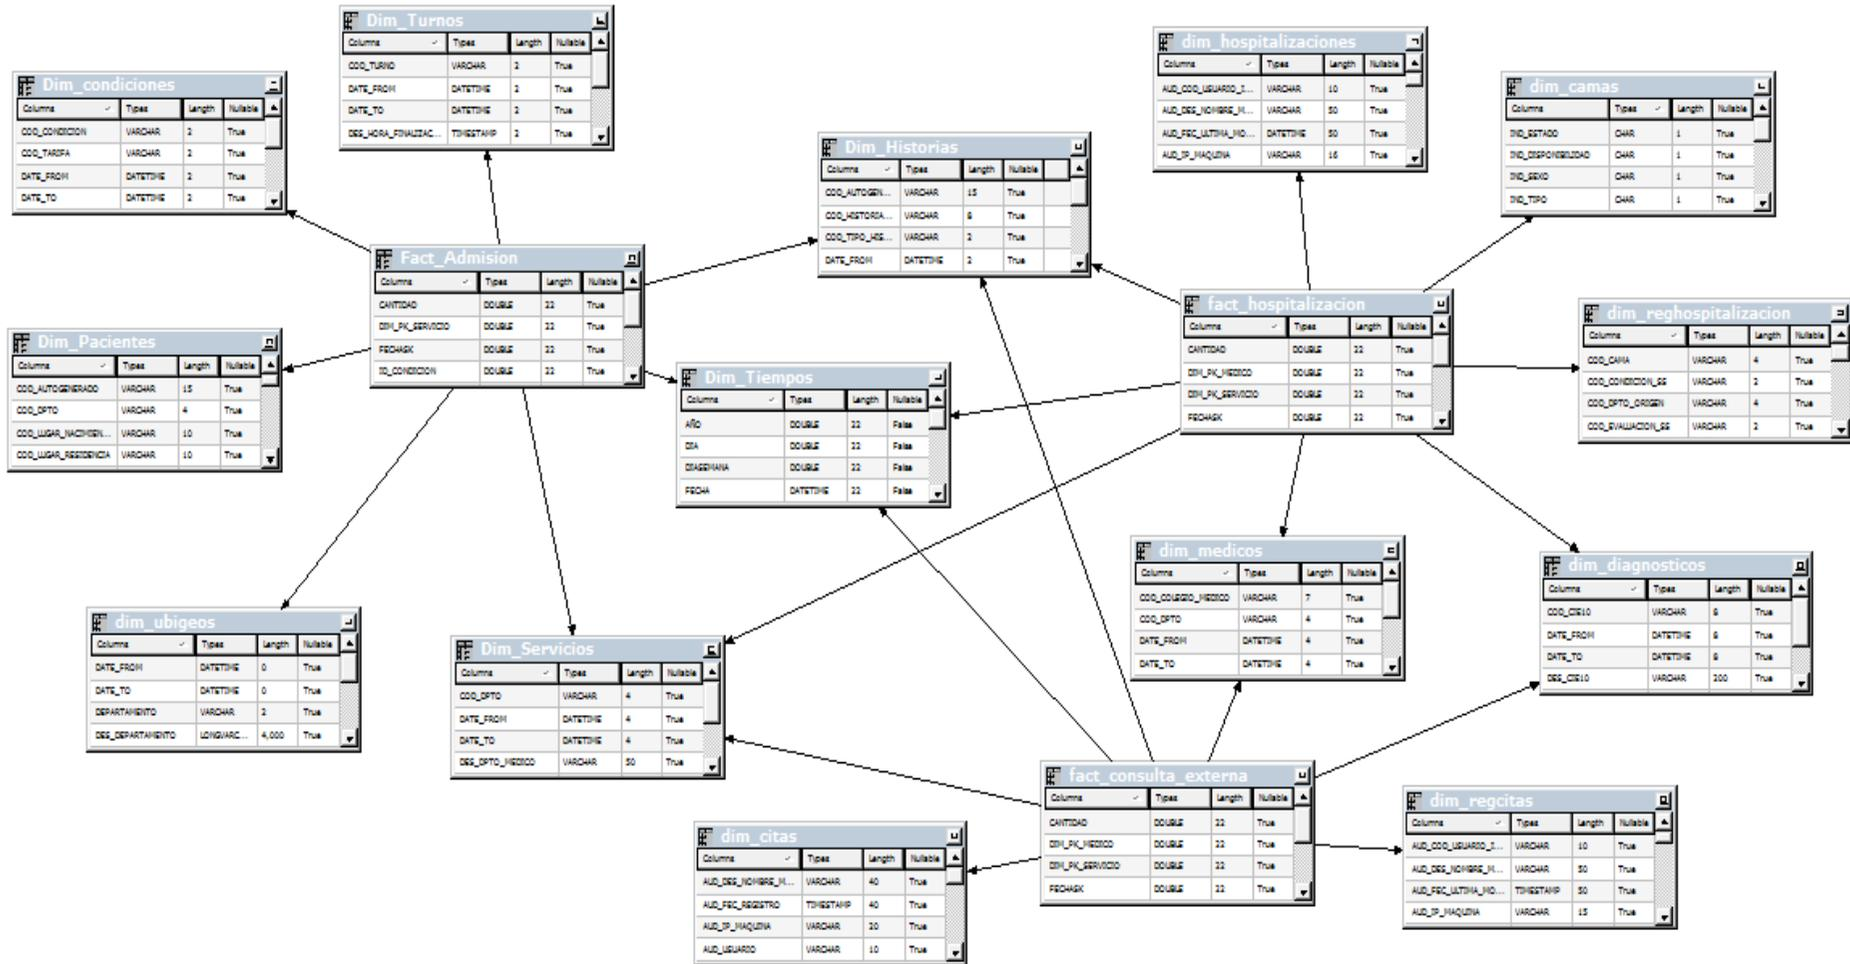 Dim_Turnos
Columns Types Length Nullable
COD_TURNO VARCHAR 2 True
DATE_FROM DATETIME 2 True
DATE_TO DATETIME 2 True
DES_HORA_FINALIZAC... TIMESTAMP 2 True
dim_hospitalizaciones
Columns Types Length Nullable
AUD_COD_USUARIO_I... VARCHAR 10 True
AUD_DES_NOMBRE_M... VARCHAR 50 True
AUD_FEC_ULTIMA_MO... DATETIME 50 True
AUD_IP_MAQUINA VARCHAR 16 True
Dim_condiciones
Columns Types Length Nullable
COD_CONDICION VARCHAR 2 True
COD_TARIFA VARCHAR 2 True
DATE_FROM DATETIME 2 True
DATE_TO DATETIME 2 True
dim_camas
Columns Types Length Nullable
IND_ESTADO CHAR 1 True
IND_DISPONIBILIDAD CHAR 1 True
IND_SEXO CHAR 1 True
IND_TIPO CHAR 1 True
Dim_Historias
Columns Types Length Nullable
COD_AUTOGEN... VARCHAR 15 True
COD_HISTORIA... VARCHAR 8 True
COD_TIPO_HIS... VARCHAR 2 True
DATE_FROM DATETIME 2 True
Fact_Admision
Columns Types Length Nullable
CANTIDAD DOUBLE 22 True
DIM_PK_SERVICIO DOUBLE 22 True
FECHASK DOUBLE 22 True
ID_CONDICION DOUBLE 22 True
fact_hospitalizacion
Columns Types Length Nullable
CANTIDAD DOUBLE 22 True
DIM_PK_MEDICO DOUBLE 22 True
DIM_PK_SERVICIO DOUBLE 22 True
FECHASK DOUBLE 22 True
dim_reghospitalizacion
Columns Types Length Nullable
COD_CAMA VARCHAR 4 True
COD_CONDICION_SS VARCHAR 2 True
COD_DPTO_ORIGEN VARCHAR 4 True
COD_EVALUACION_SS VARCHAR 2 True
Dim_Pacientes
Columns Types Length Nullable
COD_AUTOGENERADO VARCHAR 15 True
COD_DPTO VARCHAR 4 True
COD_LUGAR_NACIMIEN... VARCHAR 10 True
COD_LUGAR_RESIDENCIA VARCHAR 10 True
Dim_Tiempos
Columns Types Length Nullable
AÑO DOUBLE 22 False
DIA DOUBLE 22 False
DIASEMANA DOUBLE 22 False
FECHA DATETIME 22 False
dim_medicos
Columns Types Length Nullable
COD_COLEGIO_MEDICO VARCHAR 7 True
COD_DPTO VARCHAR 4 True
DATE_FROM DATETIME 4 True
DATE_TO DATETIME 4 True
dim_diagnosticos
Columns Types Length Nullable
COD_CIE10 VARCHAR 8 True
DATE_FROM DATETIME 8 True
DATE_TO DATETIME 8 True
DES_CIE10 VARCHAR 200 True
dim_ubigeos
Columns Types Length Nullable
DATE_FROM DATETIME 0 True
DATE_TO DATETIME 0 True
DEPARTAMENTO VARCHAR 2 True
DES_DEPARTAMENTO LONGVARC... 4,000 True
Dim_Servicios
Columns Types Length Nullable
COD_DPTO VARCHAR 4 True
DATE_FROM DATETIME 4 True
DATE_TO DATETIME 4 True
DES_DPTO_MEDICO VARCHAR 50 True
fact_consulta_externa
Columns Types Length Nullable
CANTIDAD DOUBLE 22 True
DIM_PK_MEDICO DOUBLE 22 True
DIM_PK_SERVICIO DOUBLE 22 True
FECHASK DOUBLE 22 True
dim_regcitas
Columns Types Length Nullable
AUD_COD_USUARIO_I... VARCHAR 10 True
AUD_DES_NOMBRE_M... VARCHAR 50 True
AUD_FEC_ULTIMA_MO... TIMESTAMP 50 True
AUD_IP_MAQUINA VARCHAR 15 True
dim_citas
Columns Types Length Nullable
AUD_DES_NOMBRE_M... VARCHAR 40 True
AUD_FEC_REGISTRO TIMESTAMP 40 True
AUD_IP_MAQUINA VARCHAR 20 True
AUD_USUARIO VARCHAR 10 True